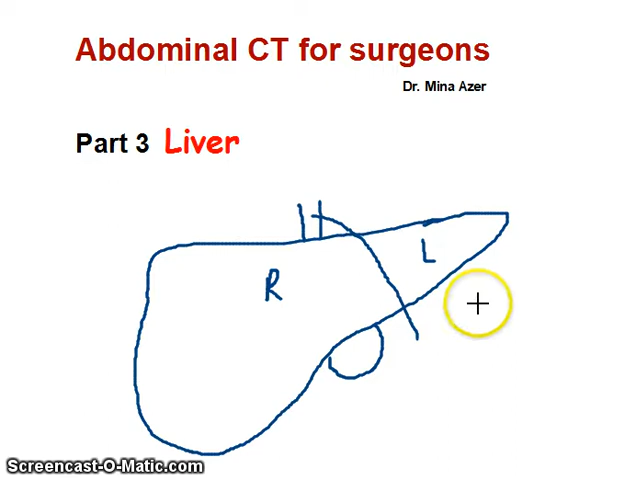 Abdominal CT for surgeons
Dr. Mina Azer
Part 3 Liver
L
R
Screencast-O-Matic.com